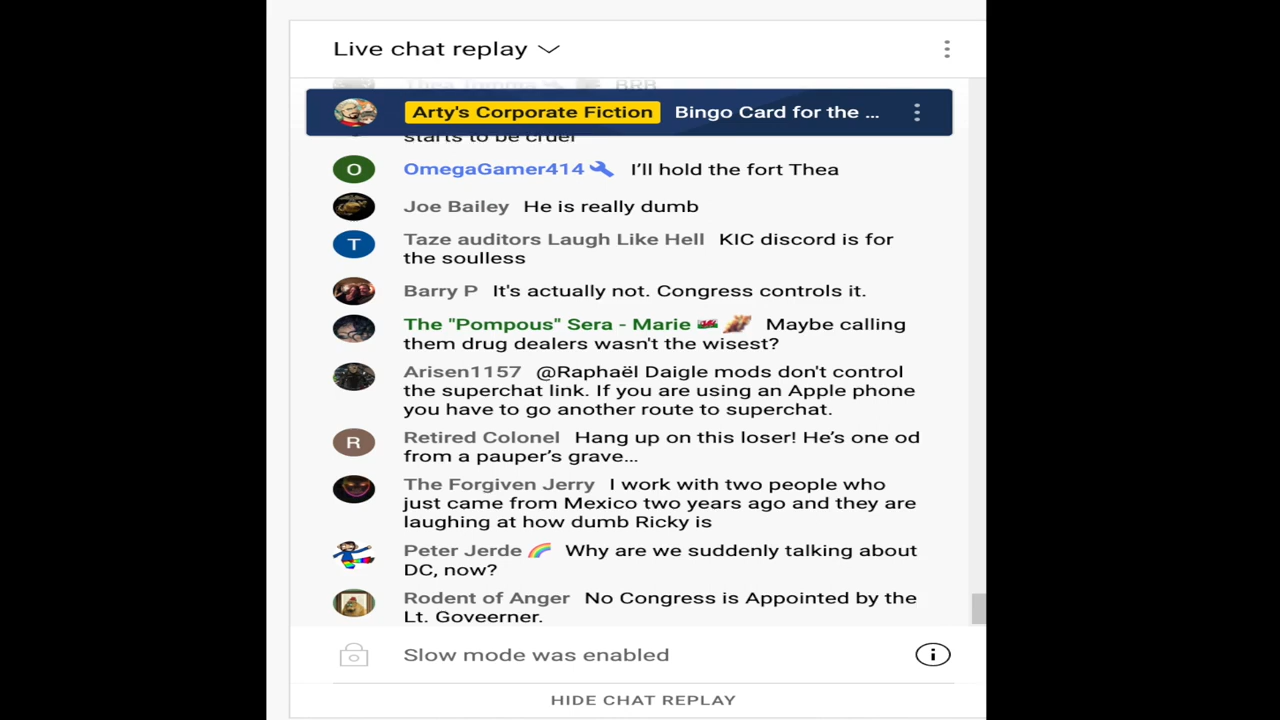 Live chat replay
Thea Tomma BRB
Arty's Corporate Fiction Bingo Card for the ...
starts to be cruel
OmegaGamer414 I’ll hold the fort Thea
Joe Bailey He is really dumb
Taze auditors Laugh Like Hell KIC discord is for
the soulless
Barry P It's actually not. Congress controls it.
The "Pompous" Sera - Marie Maybe calling
them drug dealers wasn't the wisest?
Arisen1157 @Raphaël Daigle mods don't control
the superchat link. If you are using an Apple phone
you have to go another route to superchat.
Retired Colonel Hang up on this loser! He’s one od
from a pauper’s grave...
The Forgiven Jerry I work with two people who
just came from Mexico two years ago and they are
laughing at how dumb Ricky is
Peter Jerde Why are we suddenly talking about
DC, now?
Rodent of Anger No Congress is Appointed by the
Lt. Goveerner.
Slow mode was enabled
HIDE CHAT REPLAY